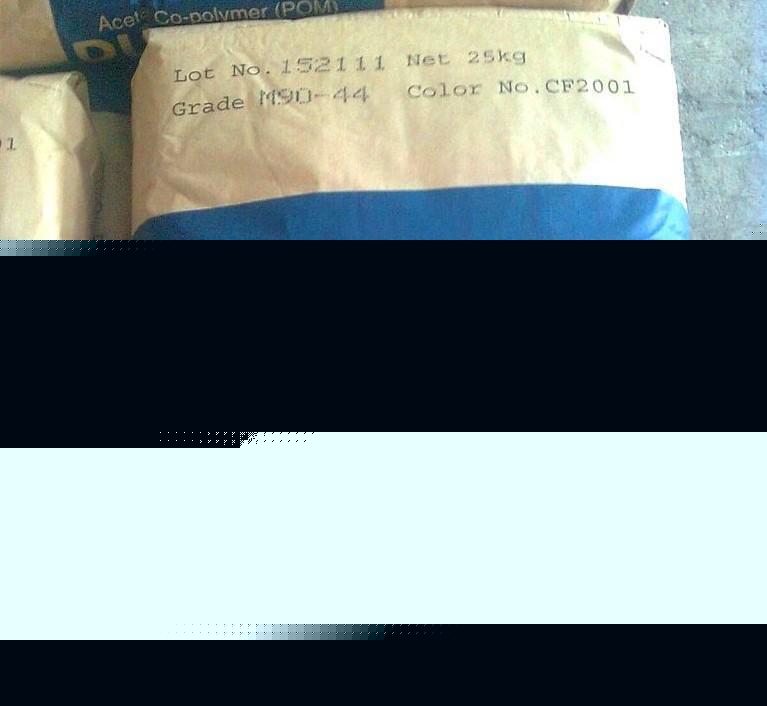 Co-polymer (POM)
Lot No. 152111 Net 25kg
Grade M90-44 Color No.CF2001